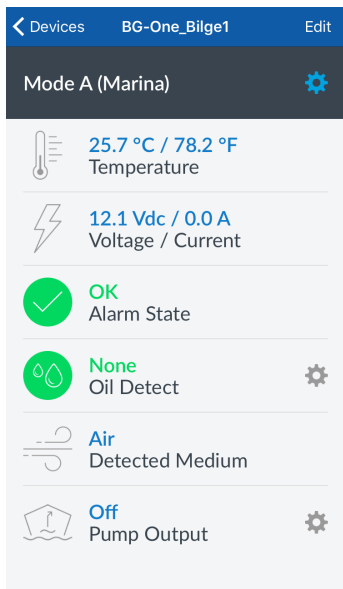 Devices BG-One_Bilge1 Edit
Mode A (Marina)
25.7 °C / 78.2 °F
Temperature
12.1 Vdc / 0.0 A
Voltage / Current
OK
Alarm State
None
Oil Detect
Air
Detected Medium
Off
Pump Output